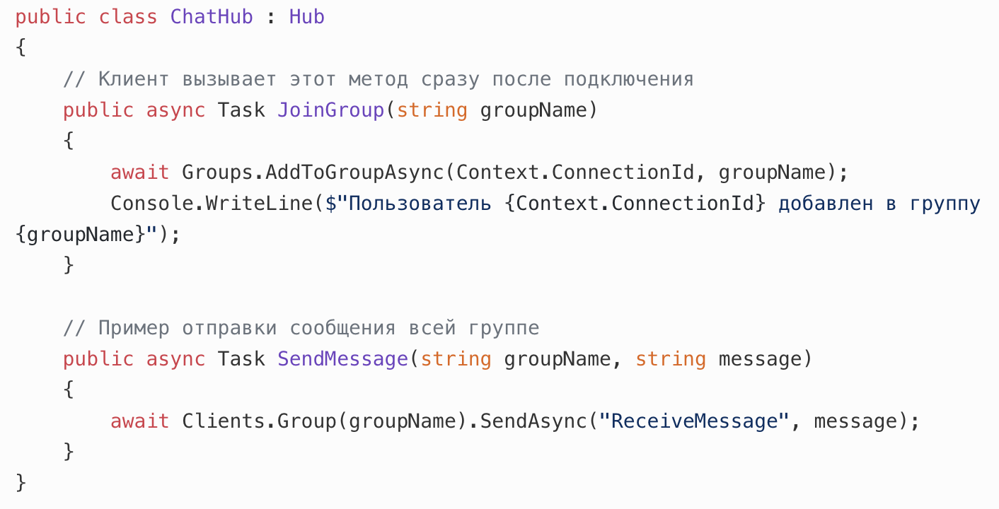 public class ChatHub : Hub
{
    // Клиент вызывает этот метод сразу после подключения
    public async Task JoinGroup(string groupName)
    {
        await Groups.AddToGroupAsync(Context.ConnectionId, groupName);
        Console.WriteLine($"Пользователь {Context.ConnectionId} добавлен в группу
{groupName}");
    }

    // Пример отправки сообщения всей группе
    public async Task SendMessage(string groupName, string message)
    {
        await Clients.Group(groupName).SendAsync("ReceiveMessage", message);
    }
}